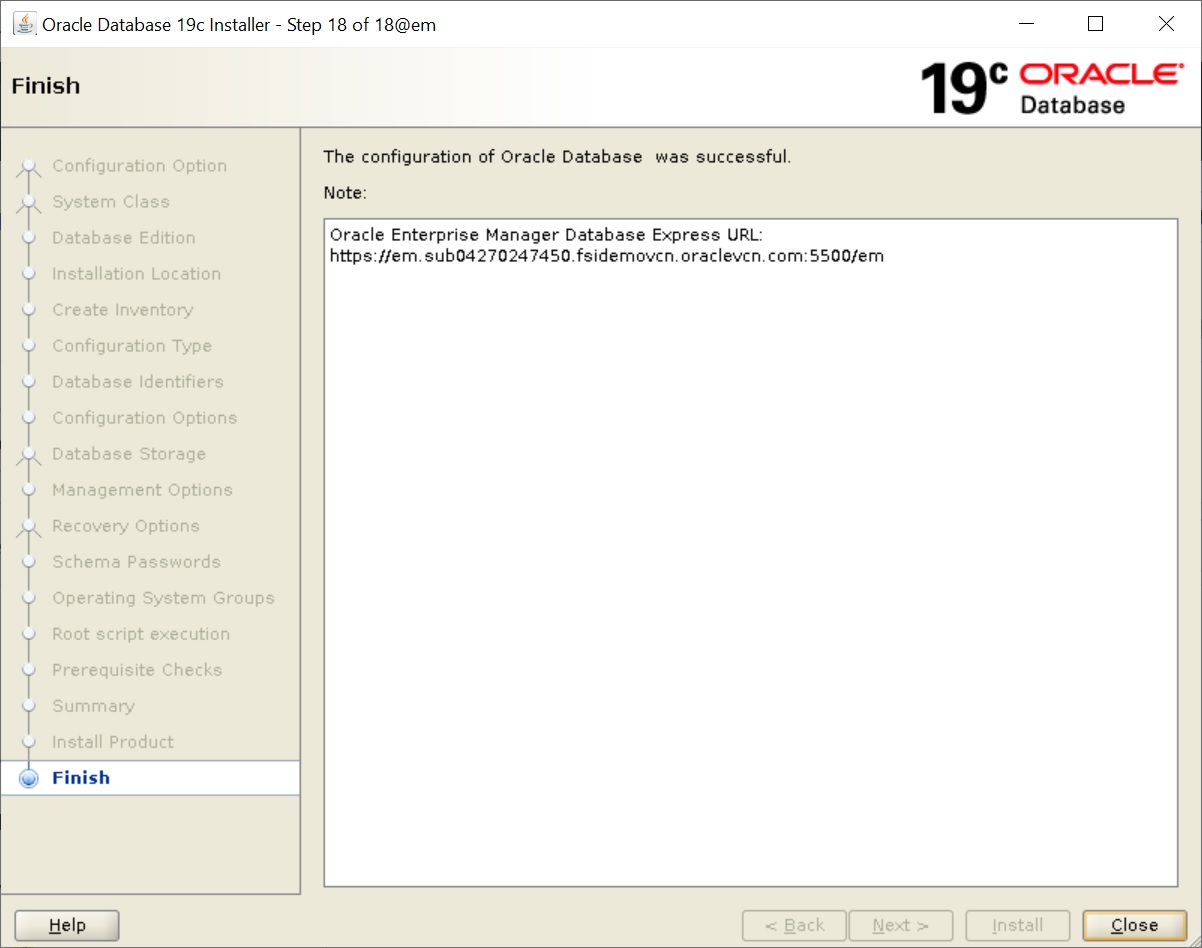 Oracle Database 19c Installer - Step 18 of 18@em
Finish
19c ORACLE
Database
Configuration Option
System Class
Database Edition
Installation Location
Create Inventory
Configuration Type
Database Identifiers
Configuration Options
Database Storage
Management Options
Recovery Options
Schema Passwords
Operating System Groups
Root script execution
Prerequisite Checks
Summary
Install Product
Finish
The configuration of Oracle Database  was successful.
Note:
Oracle Enterprise Manager Database Express URL:
https://em.sub04270247450.fsidemovcn.oraclevcn.com:5500/em
Help
< Back
Next >
Install
Close